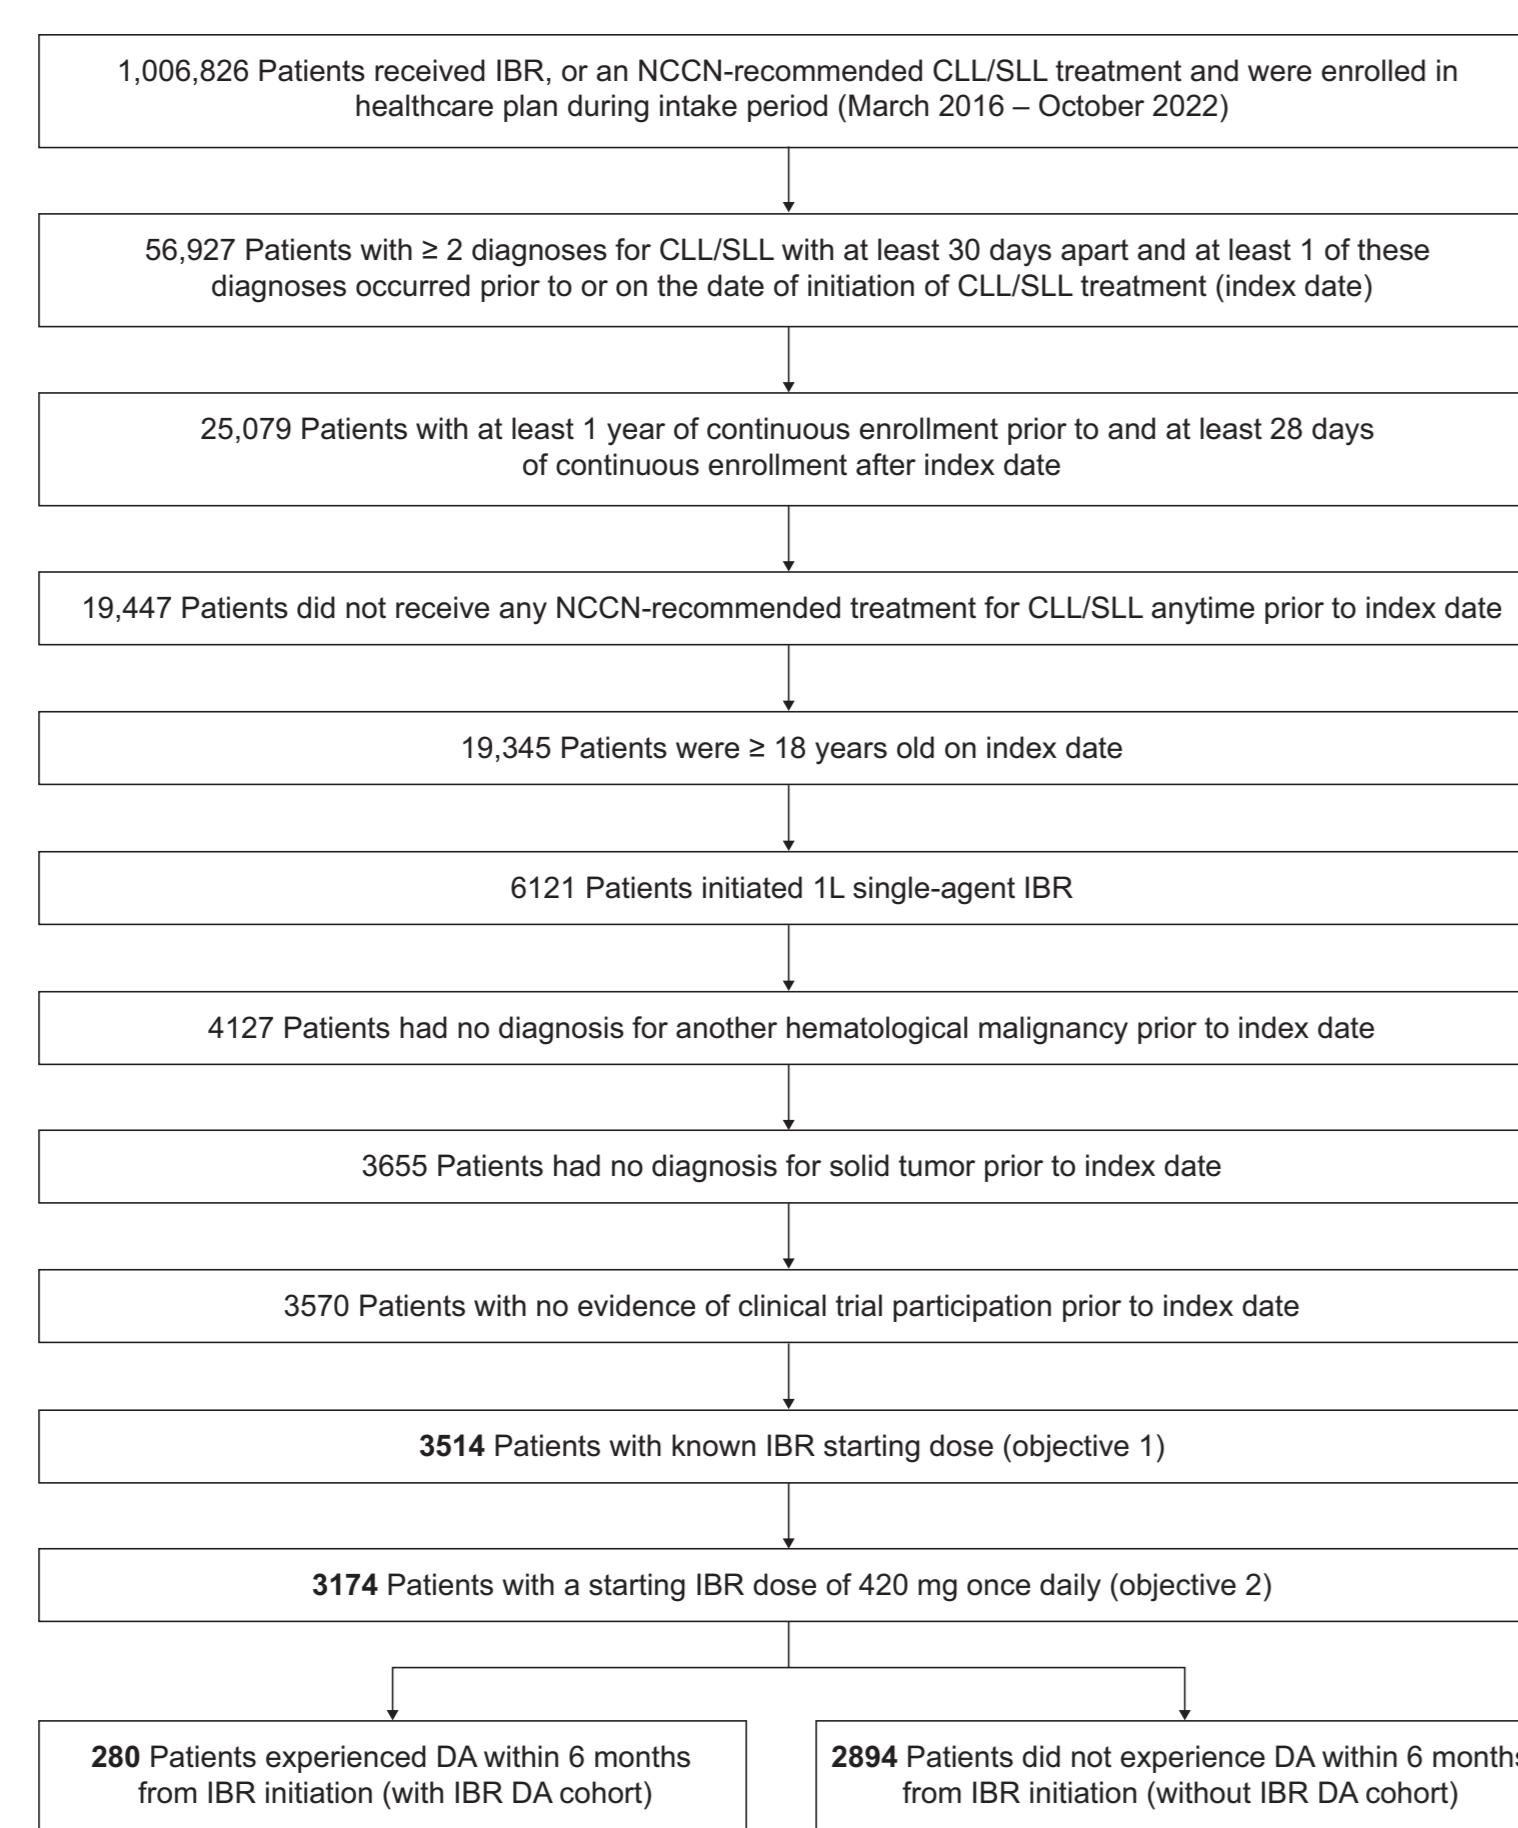 1,006,826 Patients received IBR, or an NCCN-recommended CLL/SLL treatment and were enrolled in
healthcare plan during intake period (March 2016 – October 2022)
56,927 Patients with ≥ 2 diagnoses for CLL/SLL with at least 30 days apart and at least 1 of these
diagnoses occurred prior to or on the date of initiation of CLL/SLL treatment (index date)
25,079 Patients with at least 1 year of continuous enrollment prior to and at least 28 days
of continuous enrollment after index date
19,447 Patients did not receive any NCCN-recommended treatment for CLL/SLL anytime prior to index date
19,345 Patients were ≥ 18 years old on index date
6121 Patients initiated 1L single-agent IBR
4127 Patients had no diagnosis for another hematological malignancy prior to index date
3655 Patients had no diagnosis for solid tumor prior to index date
3570 Patients with no evidence of clinical trial participation prior to index date
3514 Patients with known IBR starting dose (objective 1)
3174 Patients with a starting IBR dose of 420 mg once daily (objective 2)
280 Patients experienced DA within 6 months
from IBR initiation (with IBR DA cohort)
2894 Patients did not experience DA within 6 months
from IBR initiation (without IBR DA cohort)